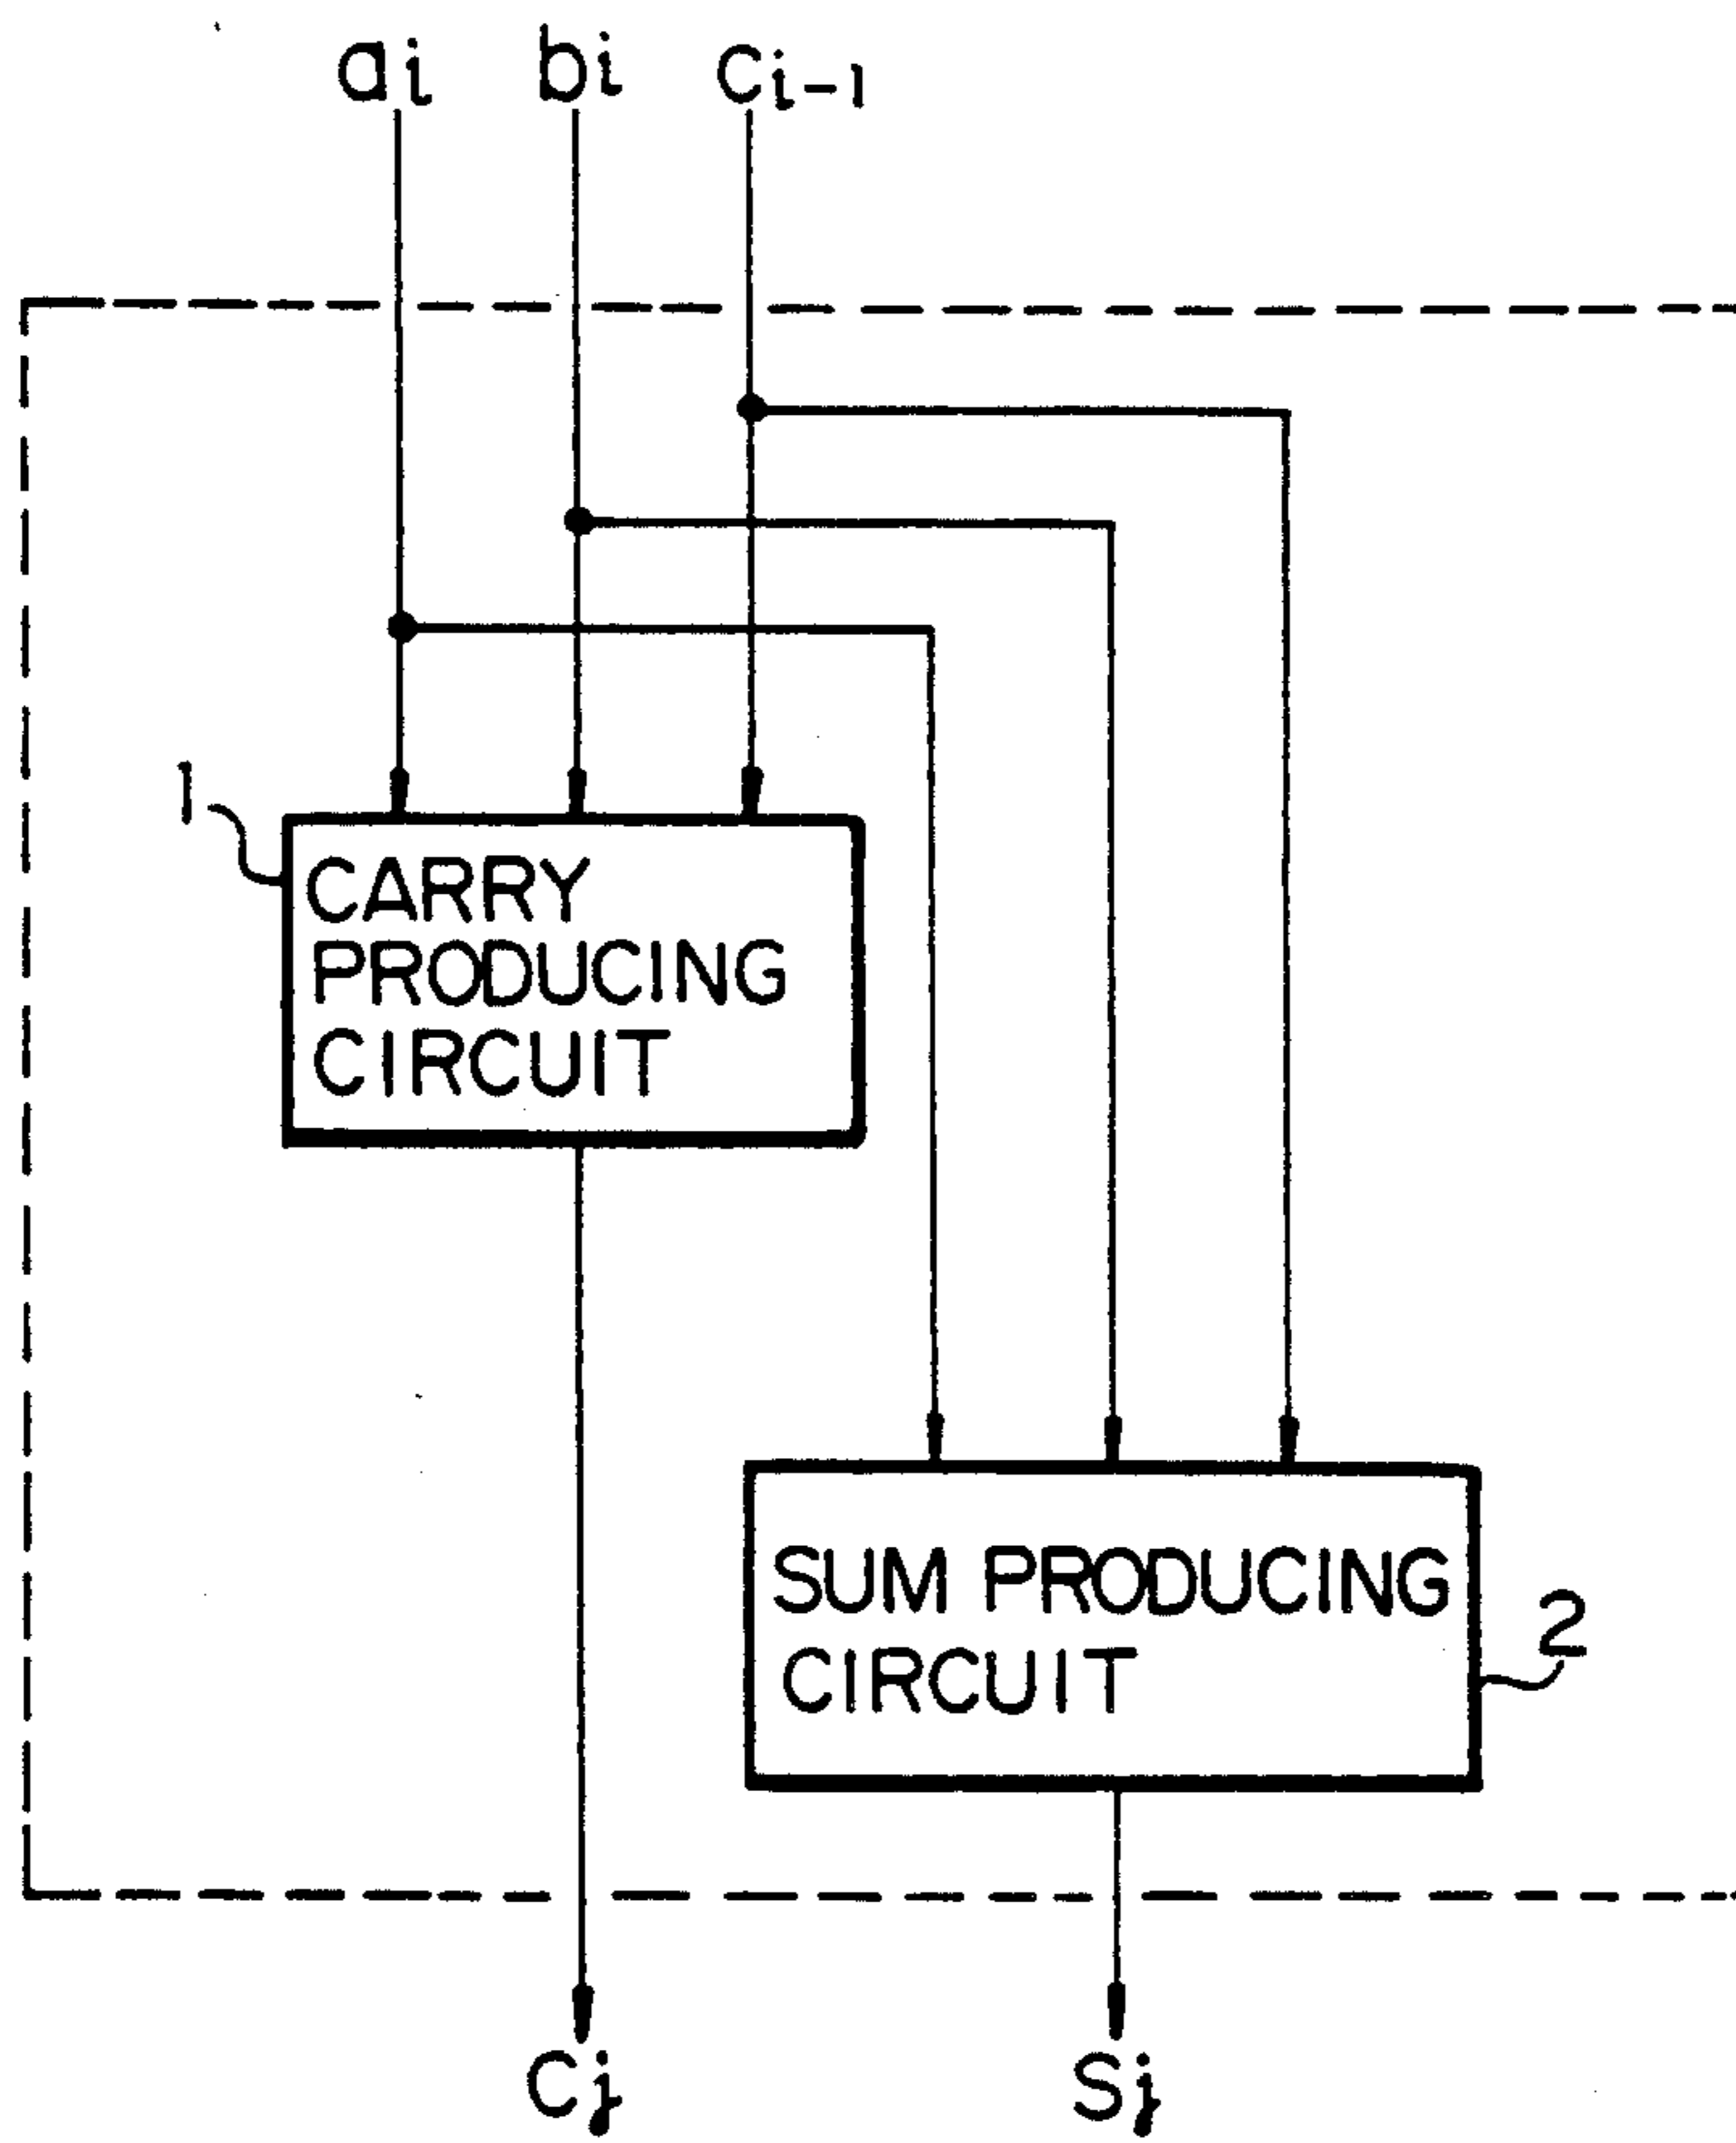 ai bi Ci-1
1
CARRY
PRODUCING
CIRCUIT
SUM PRODUCING
CIRCUIT
2
Ci Si